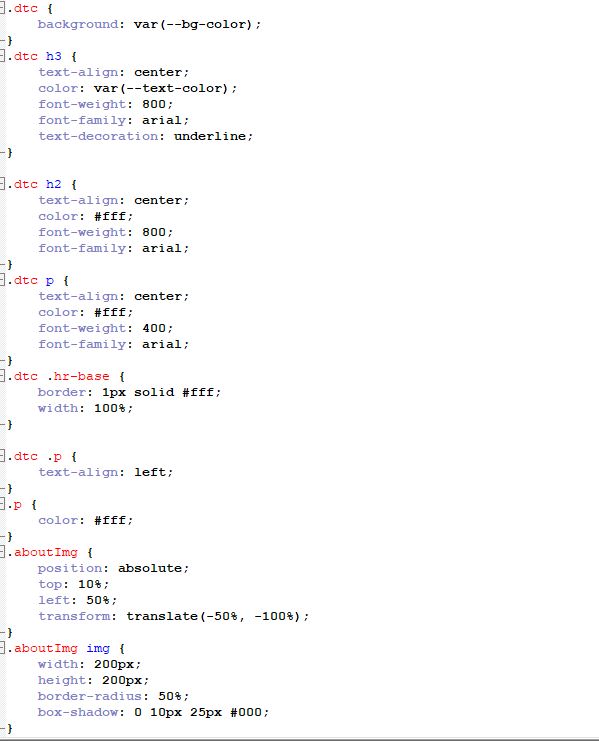 .dtc {
    background: var(--bg-color);
}
.dtc h3 {
    text-align: center;
    color: var(--text-color);
    font-weight: 800;
    font-family: arial;
    text-decoration: underline;
}

.dtc h2 {
    text-align: center;
    color: #fff;
    font-weight: 800;
    font-family: arial;
}
.dtc p {
    text-align: center;
    color: #fff;
    font-weight: 400;
    font-family: arial;
}
.dtc .hr-base {
    border: 1px solid #fff;
    width: 100%;
}

.dtc .p {
    text-align: left;
}
.p {
    color: #fff;
}
.aboutImg {
    position: absolute;
    top: 10%;
    left: 50%;
    transform: translate(-50%, -100%);
}
.aboutImg img {
    width: 200px;
    height: 200px;
    border-radius: 50%;
    box-shadow: 0 10px 25px #000;
}